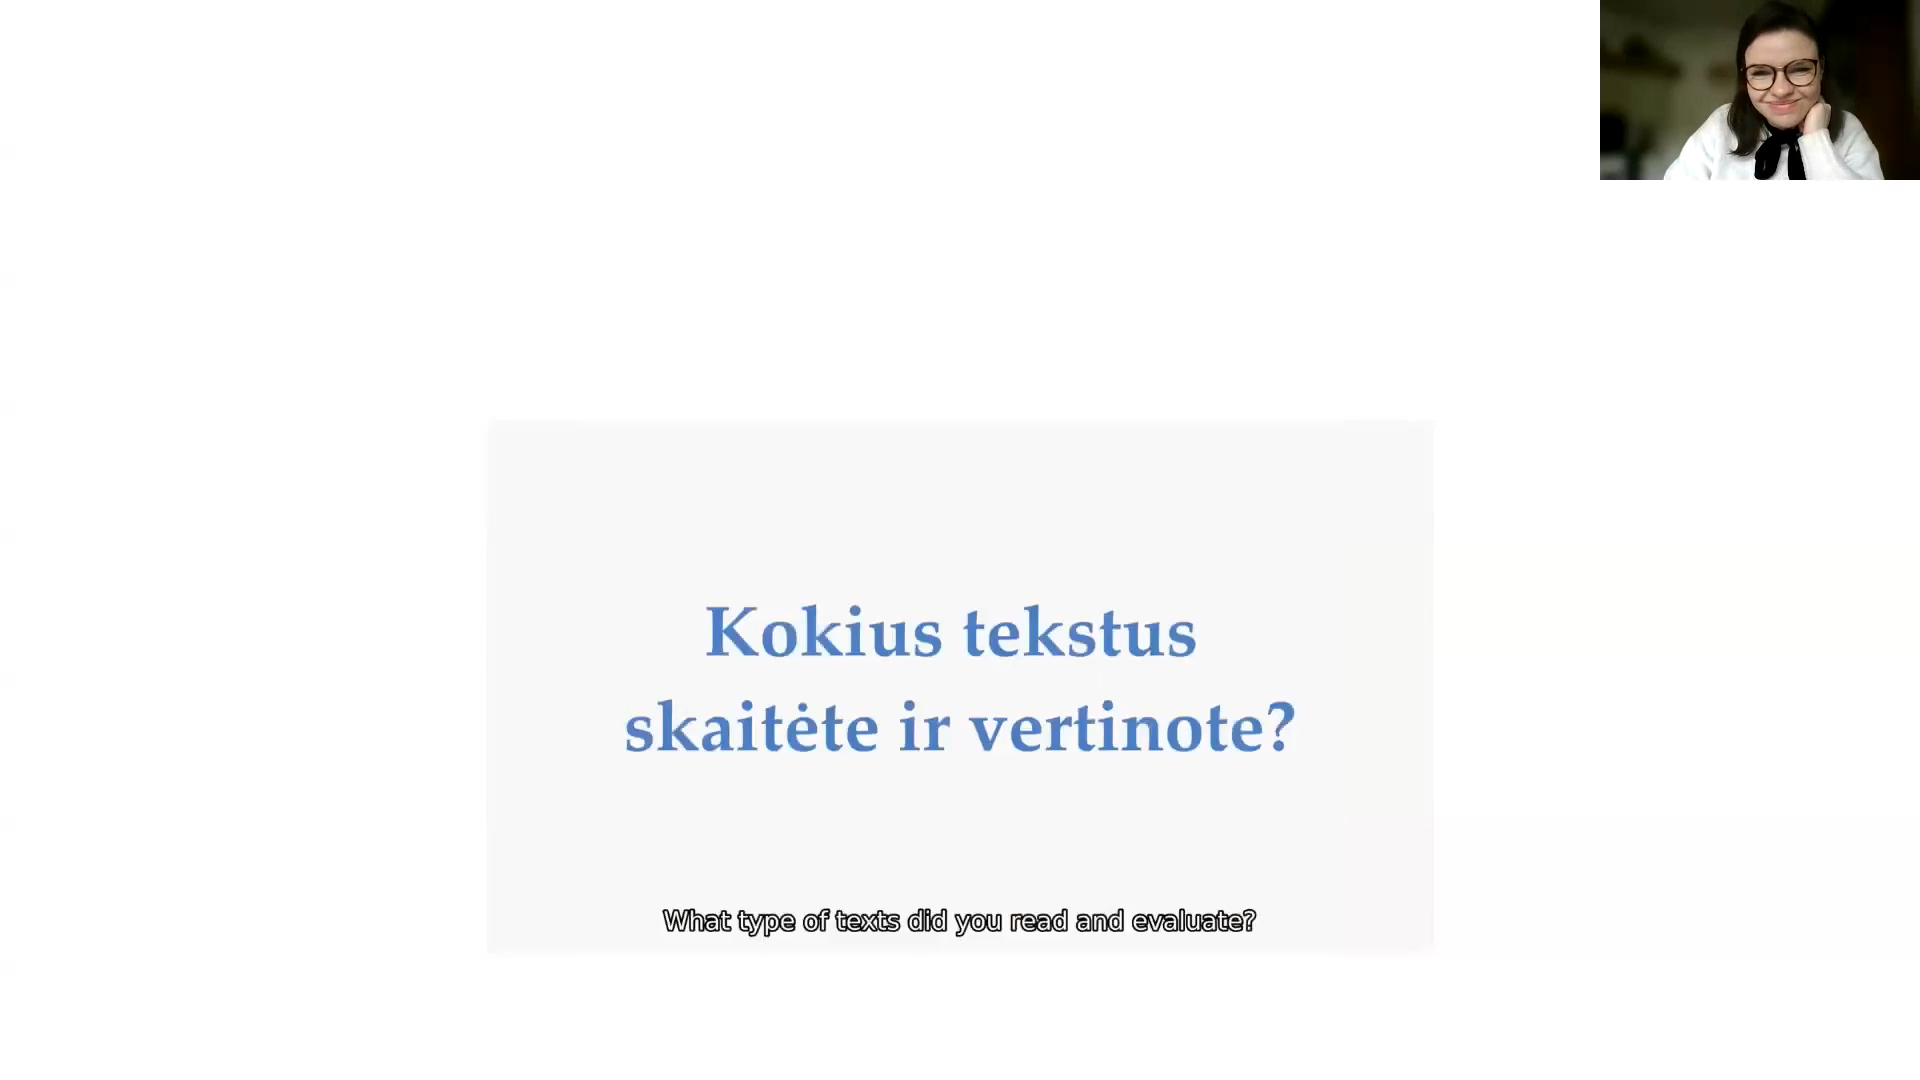 Kokius tekstus
skaitėte ir vertinote?
What type of texts did you read and evaluate?